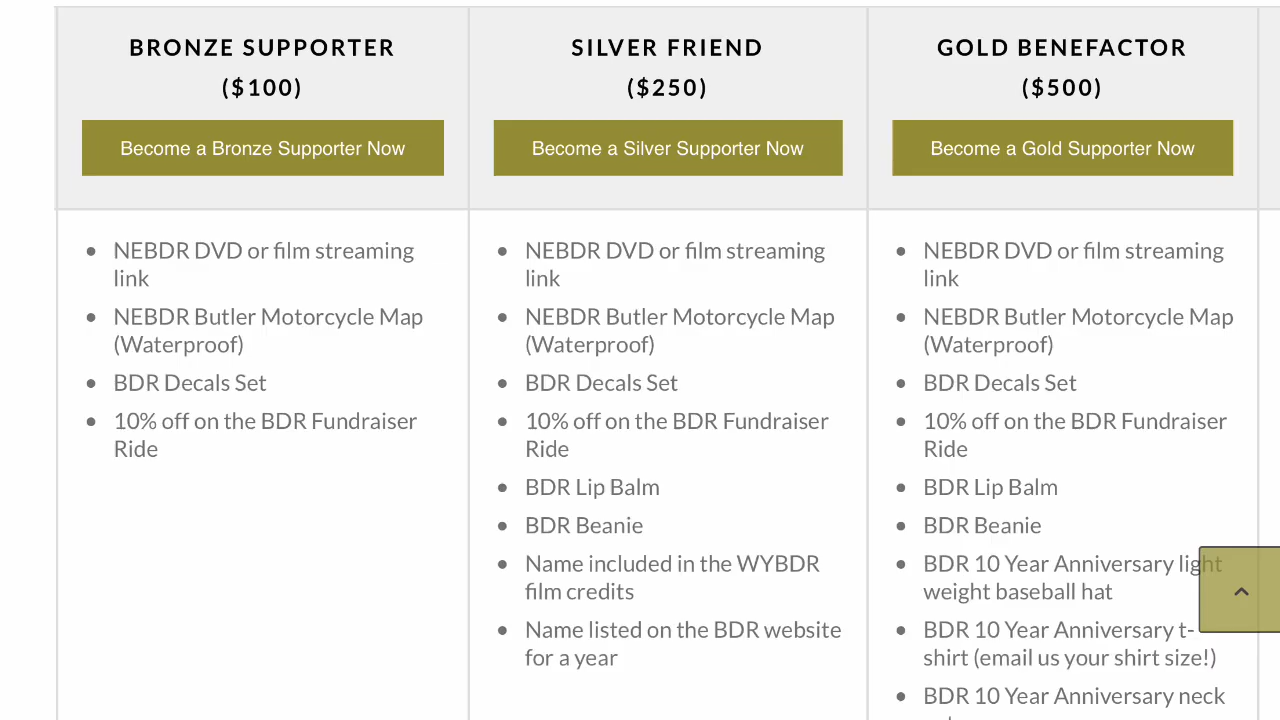 BRONZE SUPPORTER
($100)
Become a Bronze Supporter Now
NEBDR DVD or film streaming
link
NEBDR Butler Motorcycle Map
(Waterproof)
BDR Decals Set
10% off on the BDR Fundraiser
Ride
SILVER FRIEND
($250)
Become a Silver Supporter Now
NEBDR DVD or film streaming
link
NEBDR Butler Motorcycle Map
(Waterproof)
BDR Decals Set
10% off on the BDR Fundraiser
Ride
BDR Lip Balm
BDR Beanie
Name included in the WYBDR
film credits
Name listed on the BDR website
for a year
GOLD BENEFACTOR
($500)
Become a Gold Supporter Now
NEBDR DVD or film streaming
link
NEBDR Butler Motorcycle Map
(Waterproof)
BDR Decals Set
10% off on the BDR Fundraiser
Ride
BDR Lip Balm
BDR Beanie
BDR 10 Year Anniversary light
weight baseball hat
BDR 10 Year Anniversary t-
shirt (email us your shirt size!)
BDR 10 Year Anniversary neck